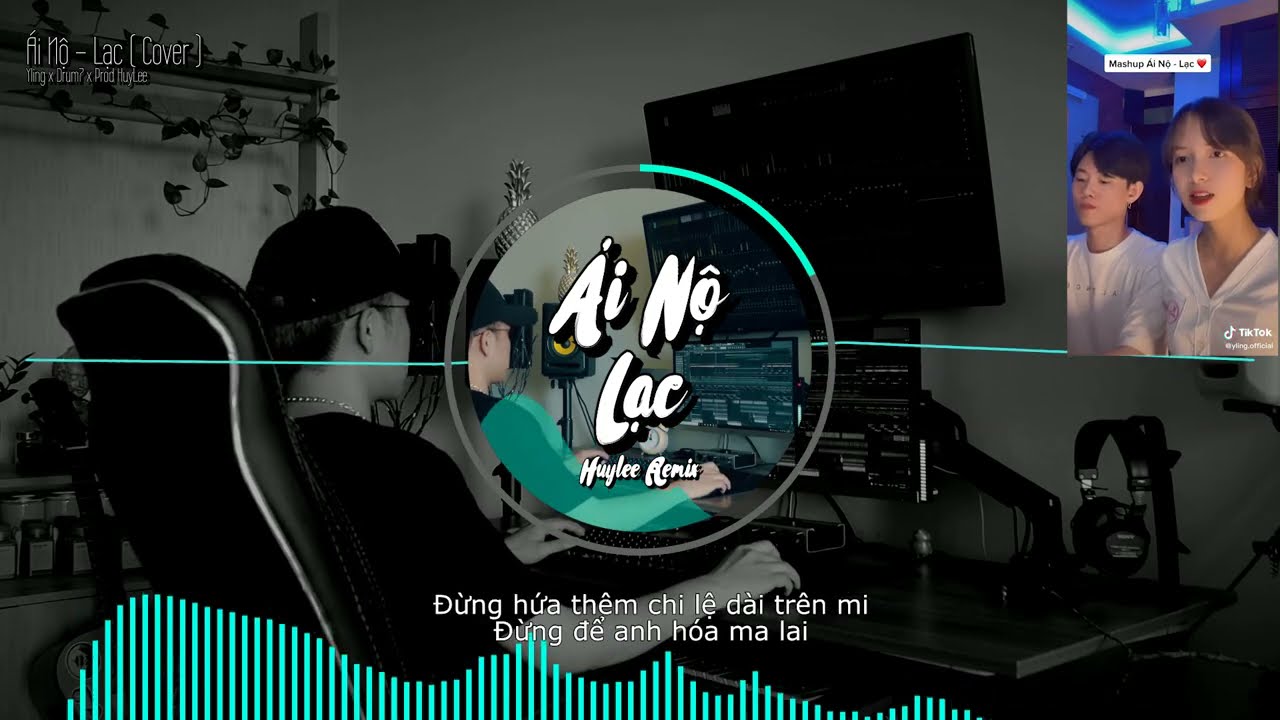 Ái Nộ - Lạc ( Cover )
Yling x Drum7 x Prod HuyLee
Mashup Ái Nộ - Lạc ❤️
TikTok
@yling.official
Ái Nộ
Lạc
Huylee Remix
Đừng hứa thêm chi lệ dài trên mi
Đừng để anh hóa ma lai